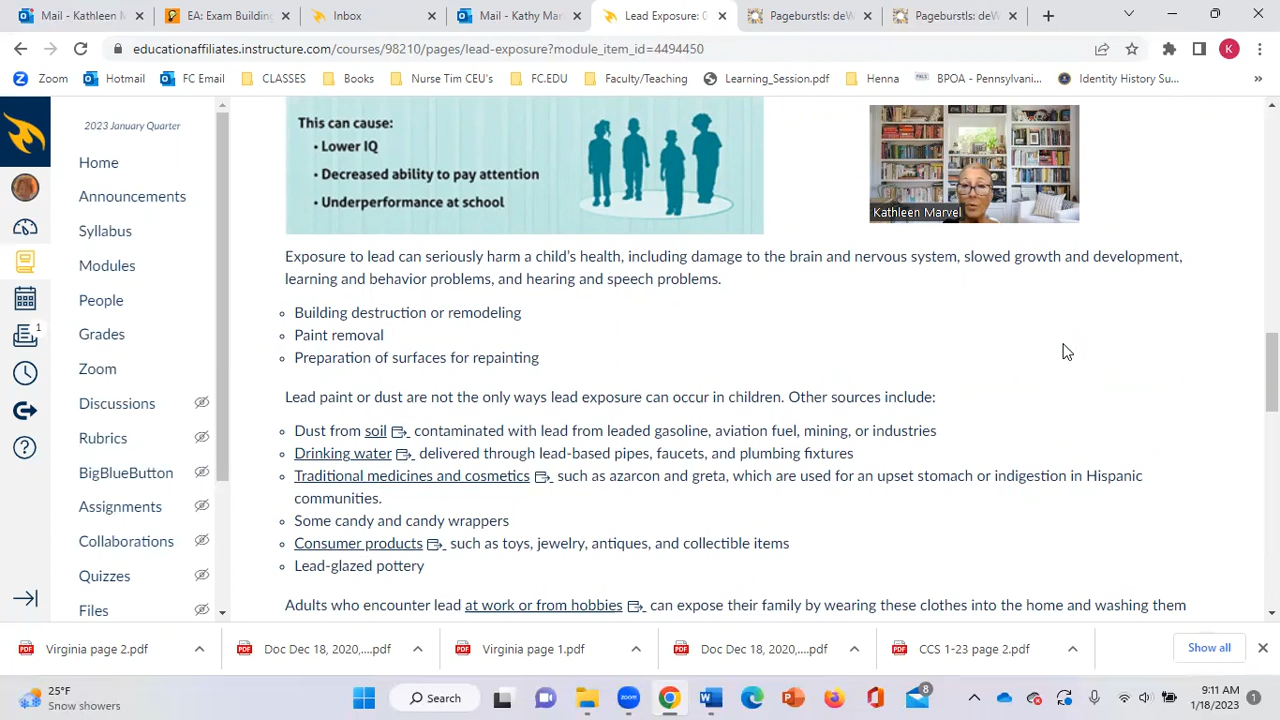 Mail - Kathleen M
EA: Exam Building
Inbox
Mail - Kathy Mar
Lead Exposure: G
Pageburstls: deW
Pageburstls: deW
educationaffiliates.instructure.com/courses/98210/pages/lead-exposure?module_item_id=4494450
K
Zoom
Hotmail
FC Email
CLASSES
Books
Nurse Tim CEU's
FC.EDU
Faculty/Teaching
Learning_Session.pdf
Henna
BPOA - Pennsylvani...
Identity History Su...
2023 January Quarter
Home
Announcements
Syllabus
Modules
People
Grades
Zoom
Discussions
Rubrics
BigBlueButton
Assignments
Collaborations
Quizzes
Files
1
This can cause:
• Lower IQ
• Decreased ability to pay attention
• Underperformance at school
Kathleen Marvel
Exposure to lead can seriously harm a child's health, including damage to the brain and nervous system, slowed growth and development,
learning and behavior problems, and hearing and speech problems.
Building destruction or remodeling
Paint removal
Preparation of surfaces for repainting
Lead paint or dust are not the only ways lead exposure can occur in children. Other sources include:
Dust from soil contaminated with lead from leaded gasoline, aviation fuel, mining, or industries
Drinking water delivered through lead-based pipes, faucets, and plumbing fixtures
Traditional medicines and cosmetics such as azarcon and greta, which are used for an upset stomach or indigestion in Hispanic
communities.
Some candy and candy wrappers
Consumer products such as toys, jewelry, antiques, and collectible items
Lead-glazed pottery
Adults who encounter lead at work or from hobbies can expose their family by wearing these clothes into the home and washing them
Virginia page 2.pdf
Doc Dec 18, 2020,....pdf
Virginia page 1.pdf
Doc Dec 18, 2020,....pdf
CCS 1-23 page 2.pdf
Show all
25°F
Snow showers
Search
8
9:11 AM
1/18/2023
1